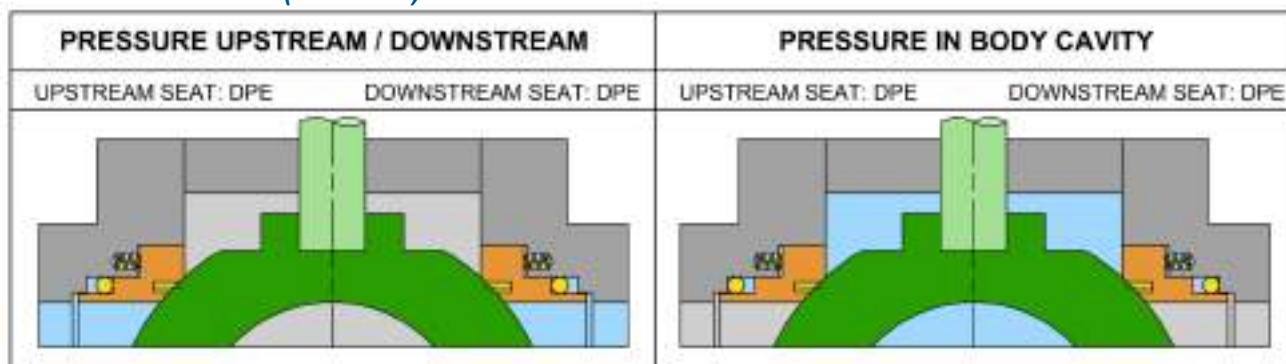 PRESSURE UPSTREAM / DOWNSTREAM
PRESSURE IN BODY CAVITY
UPSTREAM SEAT: DPE
DOWNSTREAM SEAT: DPE
UPSTREAM SEAT: DPE
DOWNSTREAM SEAT: DPE